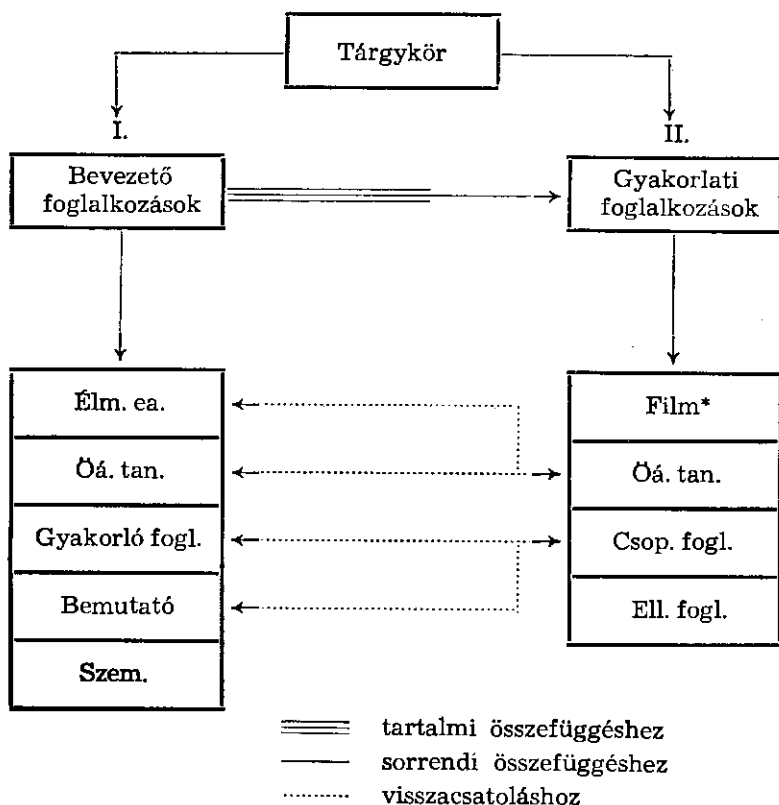 Tárgykör
I.
II.
Bevezető
foglalkozások
Gyakorlati
foglalkozások
Élm. ea.
Öá. tan.
Gyakorló fogl.
Bemutató
Szem.
Film*
Öá. tan.
Csop. fogl.
Ell. fogl.
tartalmi összefüggéshez
sorrendi összefüggéshez
visszacsatoláshoz